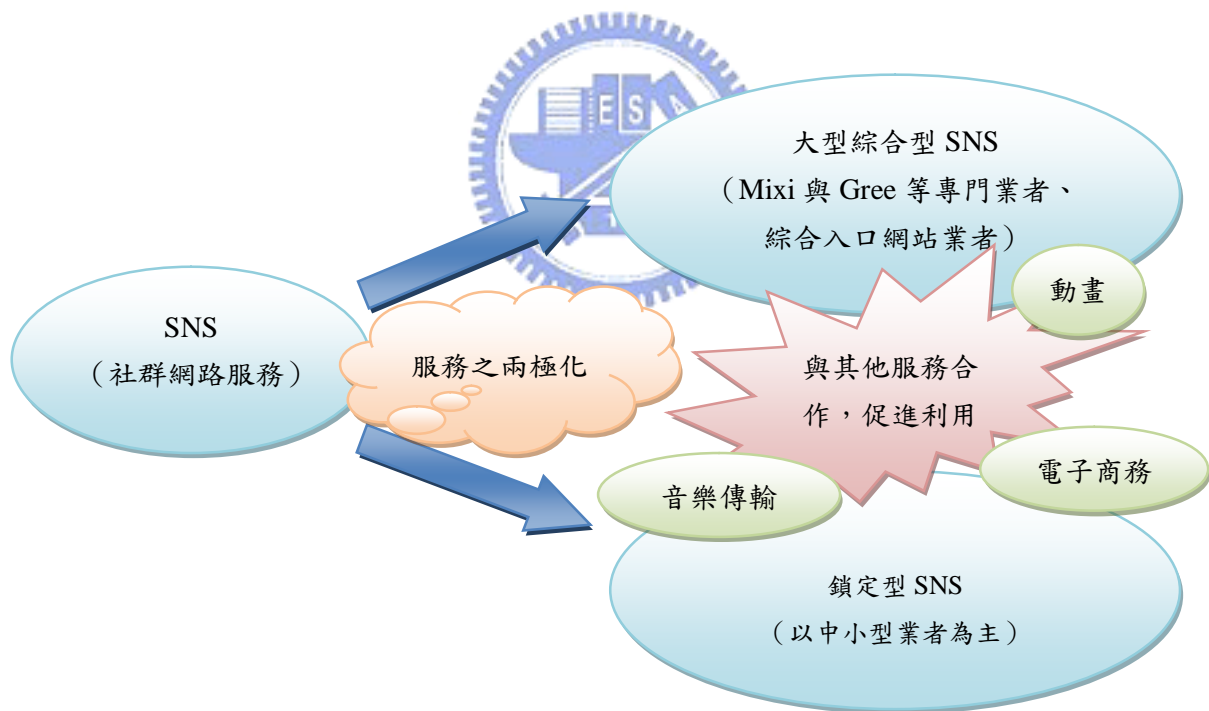 ESA
大型綜合型 SNS
（Mixi 與 Gree 等專門業者、
綜合入口網站業者）
動畫
SNS
（社群網路服務）
服務之兩極化
與其他服務合
作，促進利用
音樂傳輸
電子商務
鎖定型 SNS
（以中小型業者為主）